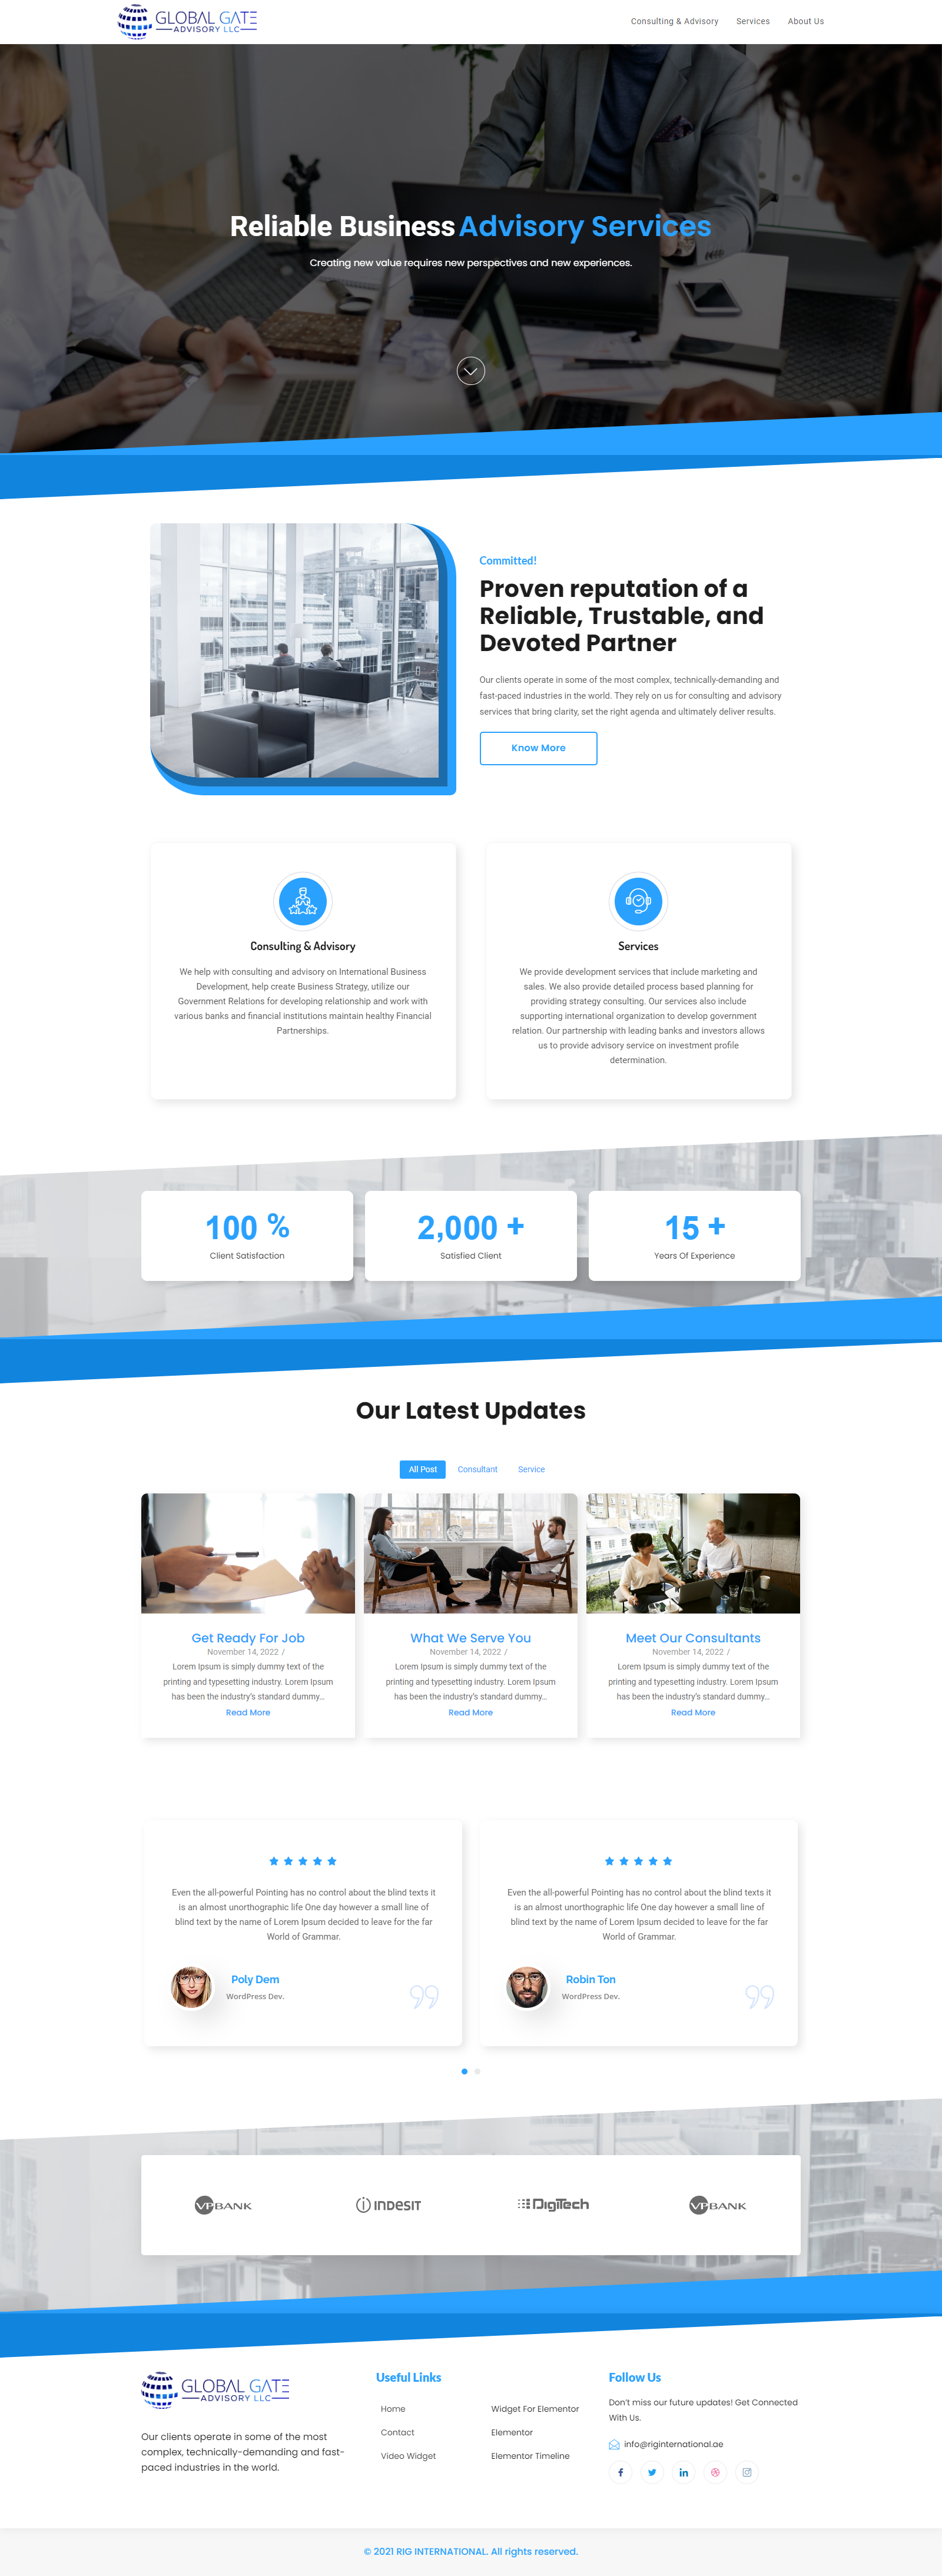 GLOBAL GATE
ADVISORY LLC
Consulting & Advisory
Services
About Us
Reliable Business Advisory Services
Creating new value requires new perspectives and new experiences.
Committed!
Proven reputation of a
Reliable, Trustable, and
Devoted Partner
Our clients operate in some of the most complex, technically-demanding and
fast-paced industries in the world. They rely on us for consulting and advisory
services that bring clarity, set the right agenda and ultimately deliver results.
Know More
Consulting & Advisory
We help with consulting and advisory on International Business
Development, help create Business Strategy, utilize our
Government Relations for developing relationship and work with
various banks and financial institutions maintain healthy Financial
Partnerships.
Services
We provide development services that include marketing and
sales. We also provide detailed process based planning for
providing strategy consulting. Our services also include
supporting international organization to develop government
relation. Our partnership with leading banks and investors allows
us to provide advisory service on investment profile
determination.
100 %
Client Satisfaction
2,000 +
Satisfied Client
15 +
Years Of Experience
Our Latest Updates
All Post
Consultant
Service
Get Ready For Job
November 14, 2022 /
Lorem Ipsum is simply dummy text of the
printing and typesetting industry. Lorem Ipsum
has been the industry's standard dummy...
Read More
What We Serve You
November 14, 2022 /
Lorem Ipsum is simply dummy text of the
printing and typesetting industry. Lorem Ipsum
has been the industry's standard dummy...
Read More
Meet Our Consultants
November 14, 2022 /
Lorem Ipsum is simply dummy text of the
printing and typesetting industry. Lorem Ipsum
has been the industry's standard dummy...
Read More
Even the all-powerful Pointing has no control about the blind texts it
is an almost unorthographic life One day however a small line of
blind text by the name of Lorem Ipsum decided to leave for the far
World of Grammar.
Poly Dem
WordPress Dev.
Even the all-powerful Pointing has no control about the blind texts it
is an almost unorthographic life One day however a small line of
blind text by the name of Lorem Ipsum decided to leave for the far
World of Grammar.
Robin Ton
WordPress Dev.
VP BANK
INDESIT
DigiTech
VP BANK
GLOBAL GATE
ADVISORY LLC
Our clients operate in some of the most
complex, technically-demanding and fast-
paced industries in the world.
Useful Links
Home
Contact
Video Widget
Widget For Elementor
Elementor
Elementor Timeline
Follow Us
Don't miss our future updates! Get Connected
With Us.
info@riginternational.ae
© 2021 RIG INTERNATIONAL. All rights reserved.